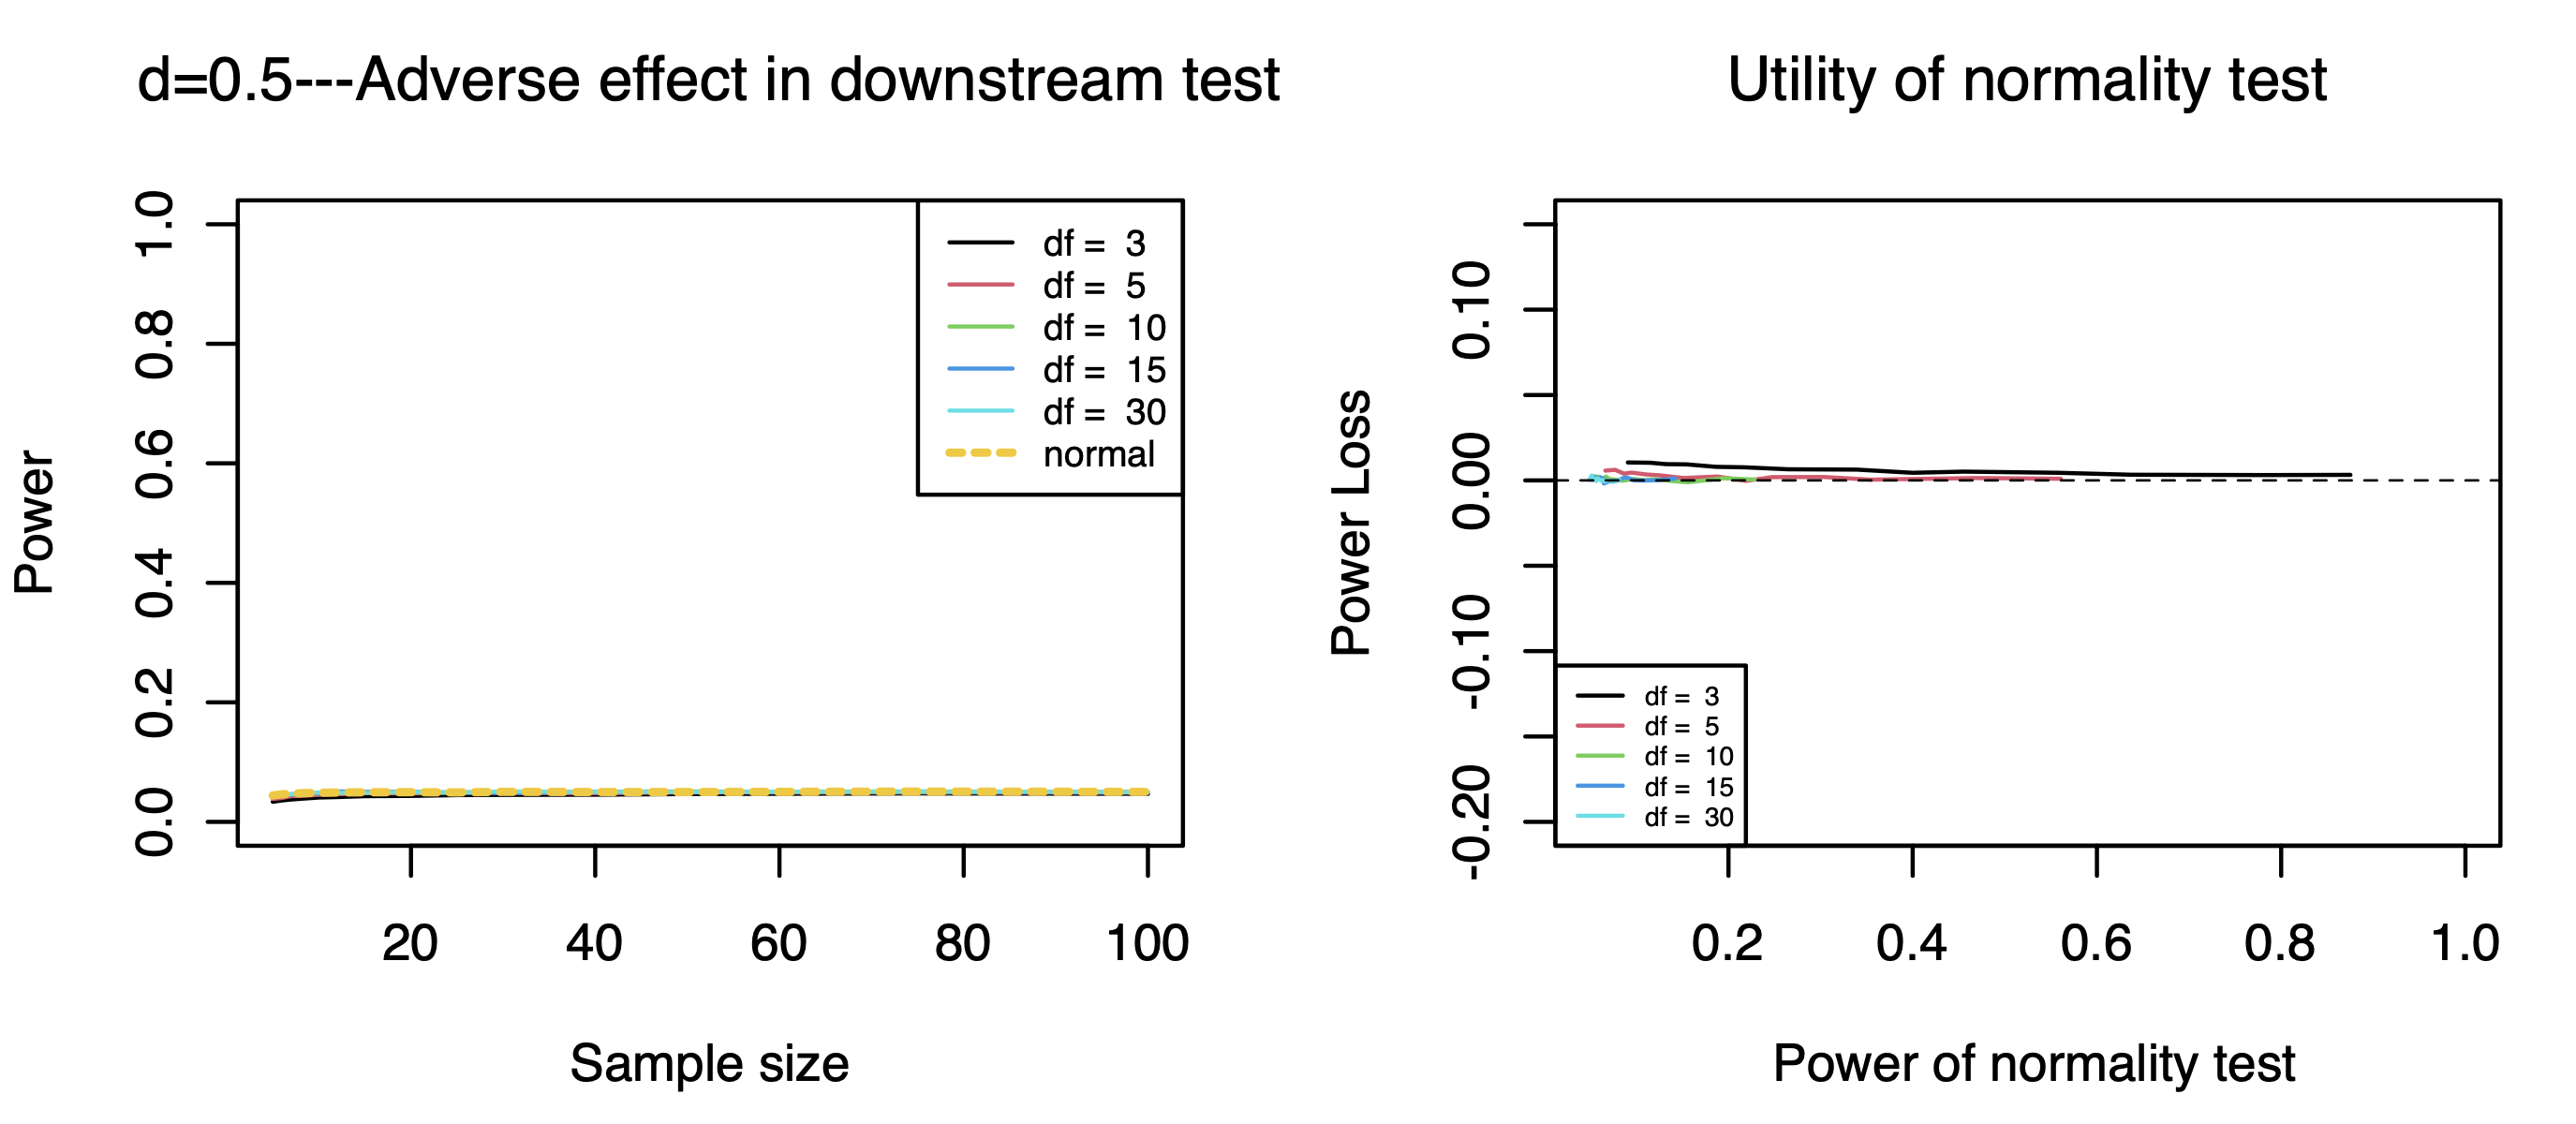 d=0.5---Adverse effect in downstream test
Power
1.0
0.8
0.6
0.4
0.2
0.0
df = 3
df = 5
df = 10
df = 15
df = 30
normal
20 40 60 80 100
Sample size
Utility of normality test
Power Loss
0.10
0.00
-0.10
-0.20
df = 3
df = 5
df = 10
df = 15
df = 30
0.2 0.4 0.6 0.8 1.0
Power of normality test